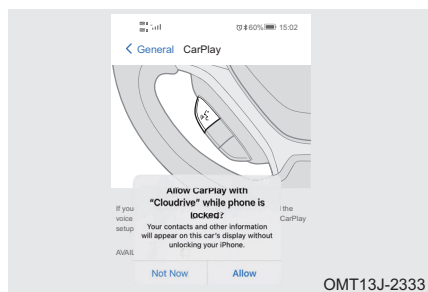 60% 15:02
General CarPlay
Allow CarPlay with
“Cloudrive” while phone is
locked?
If you
the
Your contacts and other information
voice
CarPlay
will appear on this car's display without
setup
unlocking your iPhone.
AVAIL
Not Now Allow
OMT13J-2333